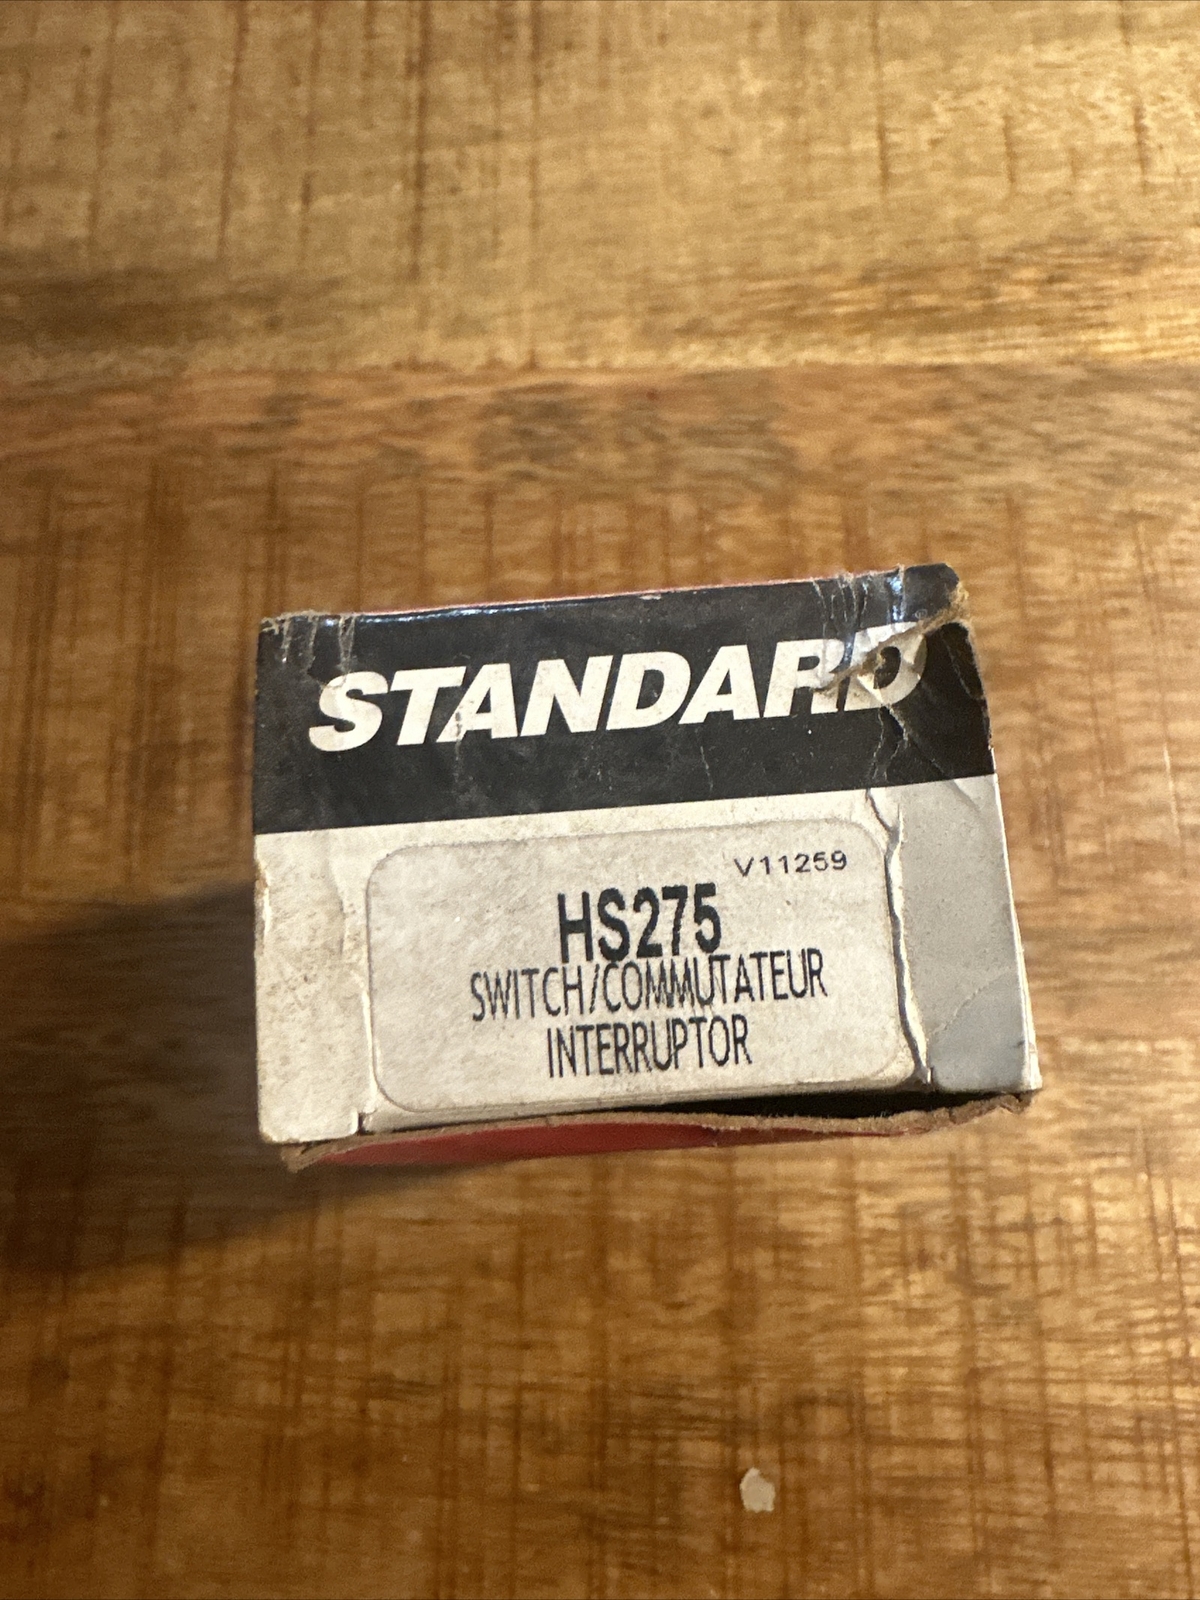 STANDARD
V11259
HS275
SWITCH/COMMUTATEUR
INTERRUPTOR